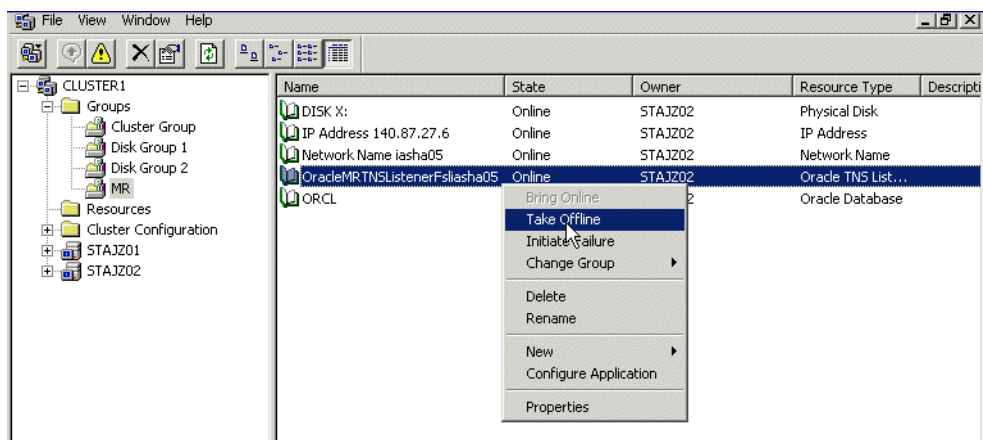 File View Window Help
CLUSTER1
Groups
Cluster Group
Disk Group 1
Disk Group 2
MR
Resources
Cluster Configuration
STAJZ01
STAJZ02
Name State Owner Resource Type Descripti
DISK X: Online STAJZ02 Physical Disk
IP Address 140.87.27.6 Online STAJZ02 IP Address
Network Name iasha05 Online STAJZ02 Network Name
OracleMRTNSListenerFsliasha05 Online STAJZ02 Oracle TNS List...
ORCL 2 Oracle Database
Bring Online
Take Offline
Initiate Failure
Change Group
Delete
Rename
New
Configure Application
Properties